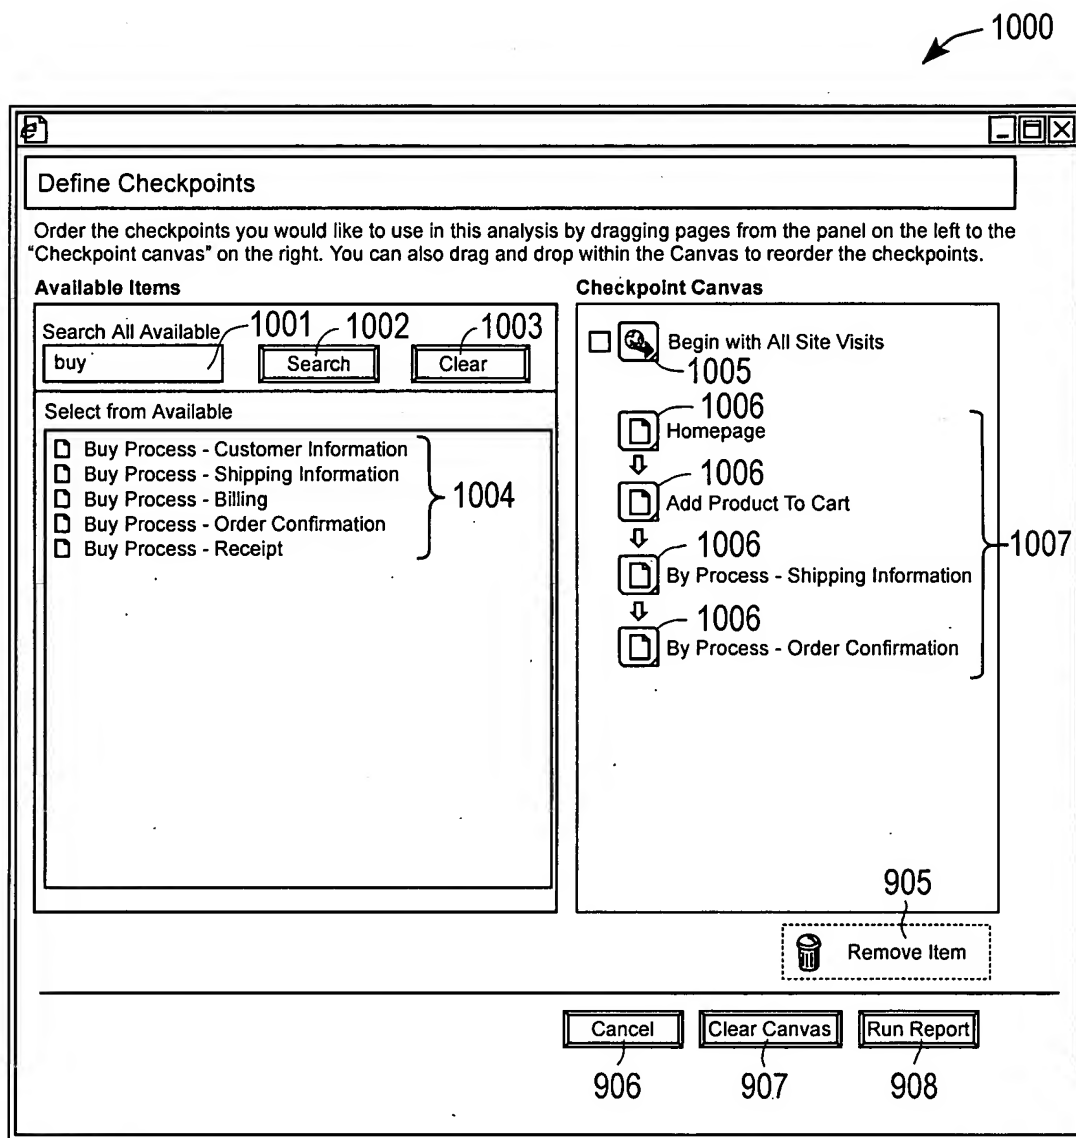 1000
Define Checkpoints
Order the checkpoints you would like to use in this analysis by dragging pages from the panel on the left to the
"Checkpoint canvas" on the right. You can also drag and drop within the Canvas to reorder the checkpoints.
Available Items
Search All Available
1001
1002
1003
buy
Search
Clear
Select from Available
Buy Process - Customer Information
Buy Process - Shipping Information
Buy Process - Billing
Buy Process - Order Confirmation
Buy Process - Receipt
1004
Checkpoint Canvas
Begin with All Site Visits
1005
1006
Homepage
1006
Add Product To Cart
1006
By Process - Shipping Information
1006
By Process - Order Confirmation
1007
905
Remove Item
Cancel
Clear Canvas
Run Report
906
907
908